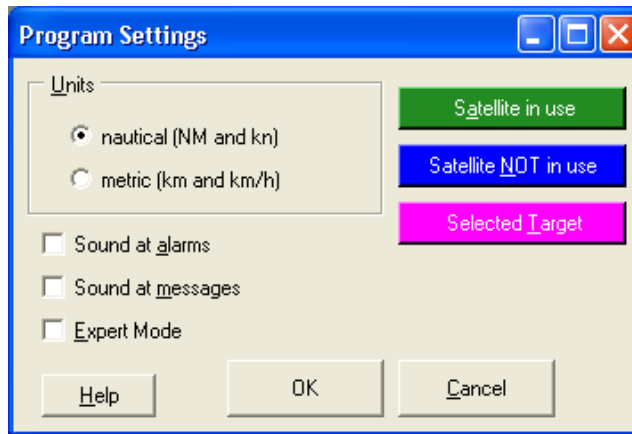 Program Settings
Units
nautical (NM and kn)
metric (km and km/h)
Satellite in use
Satellite NOT in use
Selected Target
Sound at alarms
Sound at messages
Expert Mode
Help
OK
Cancel